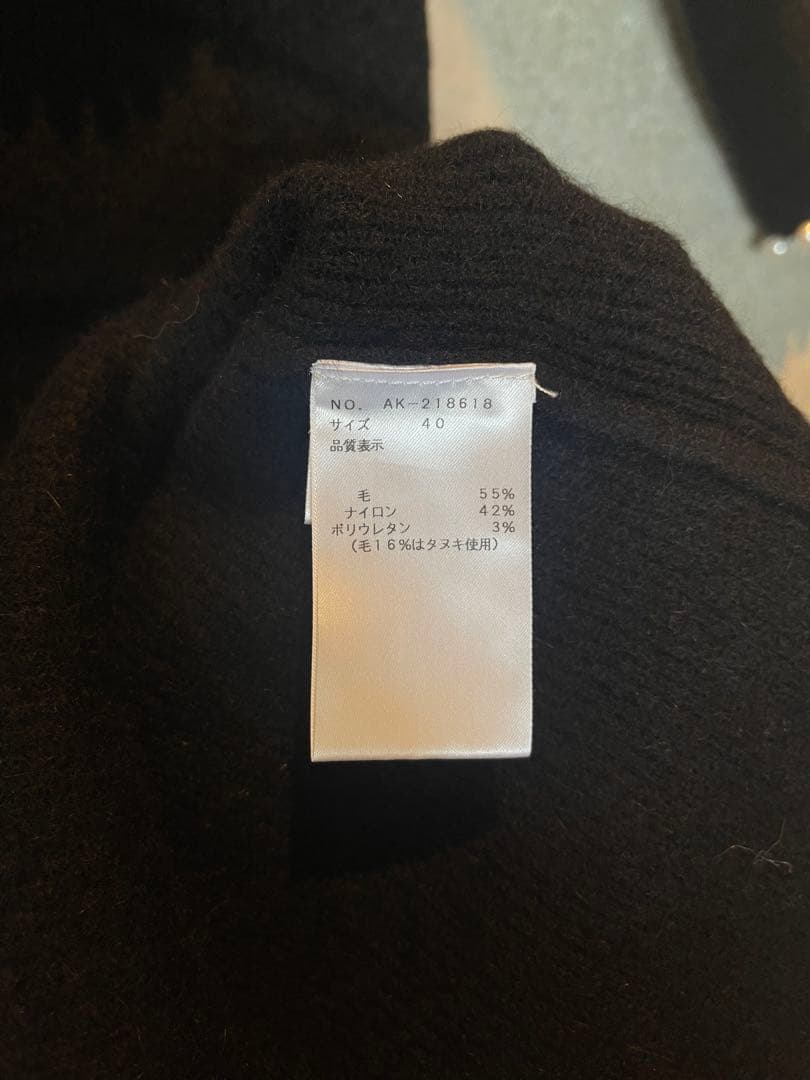 NO. AK-218618
サイズ 40
品質表示
毛 55%
ナイロン 42%
ポリウレタン 3%
(毛16%はタヌキ使用)